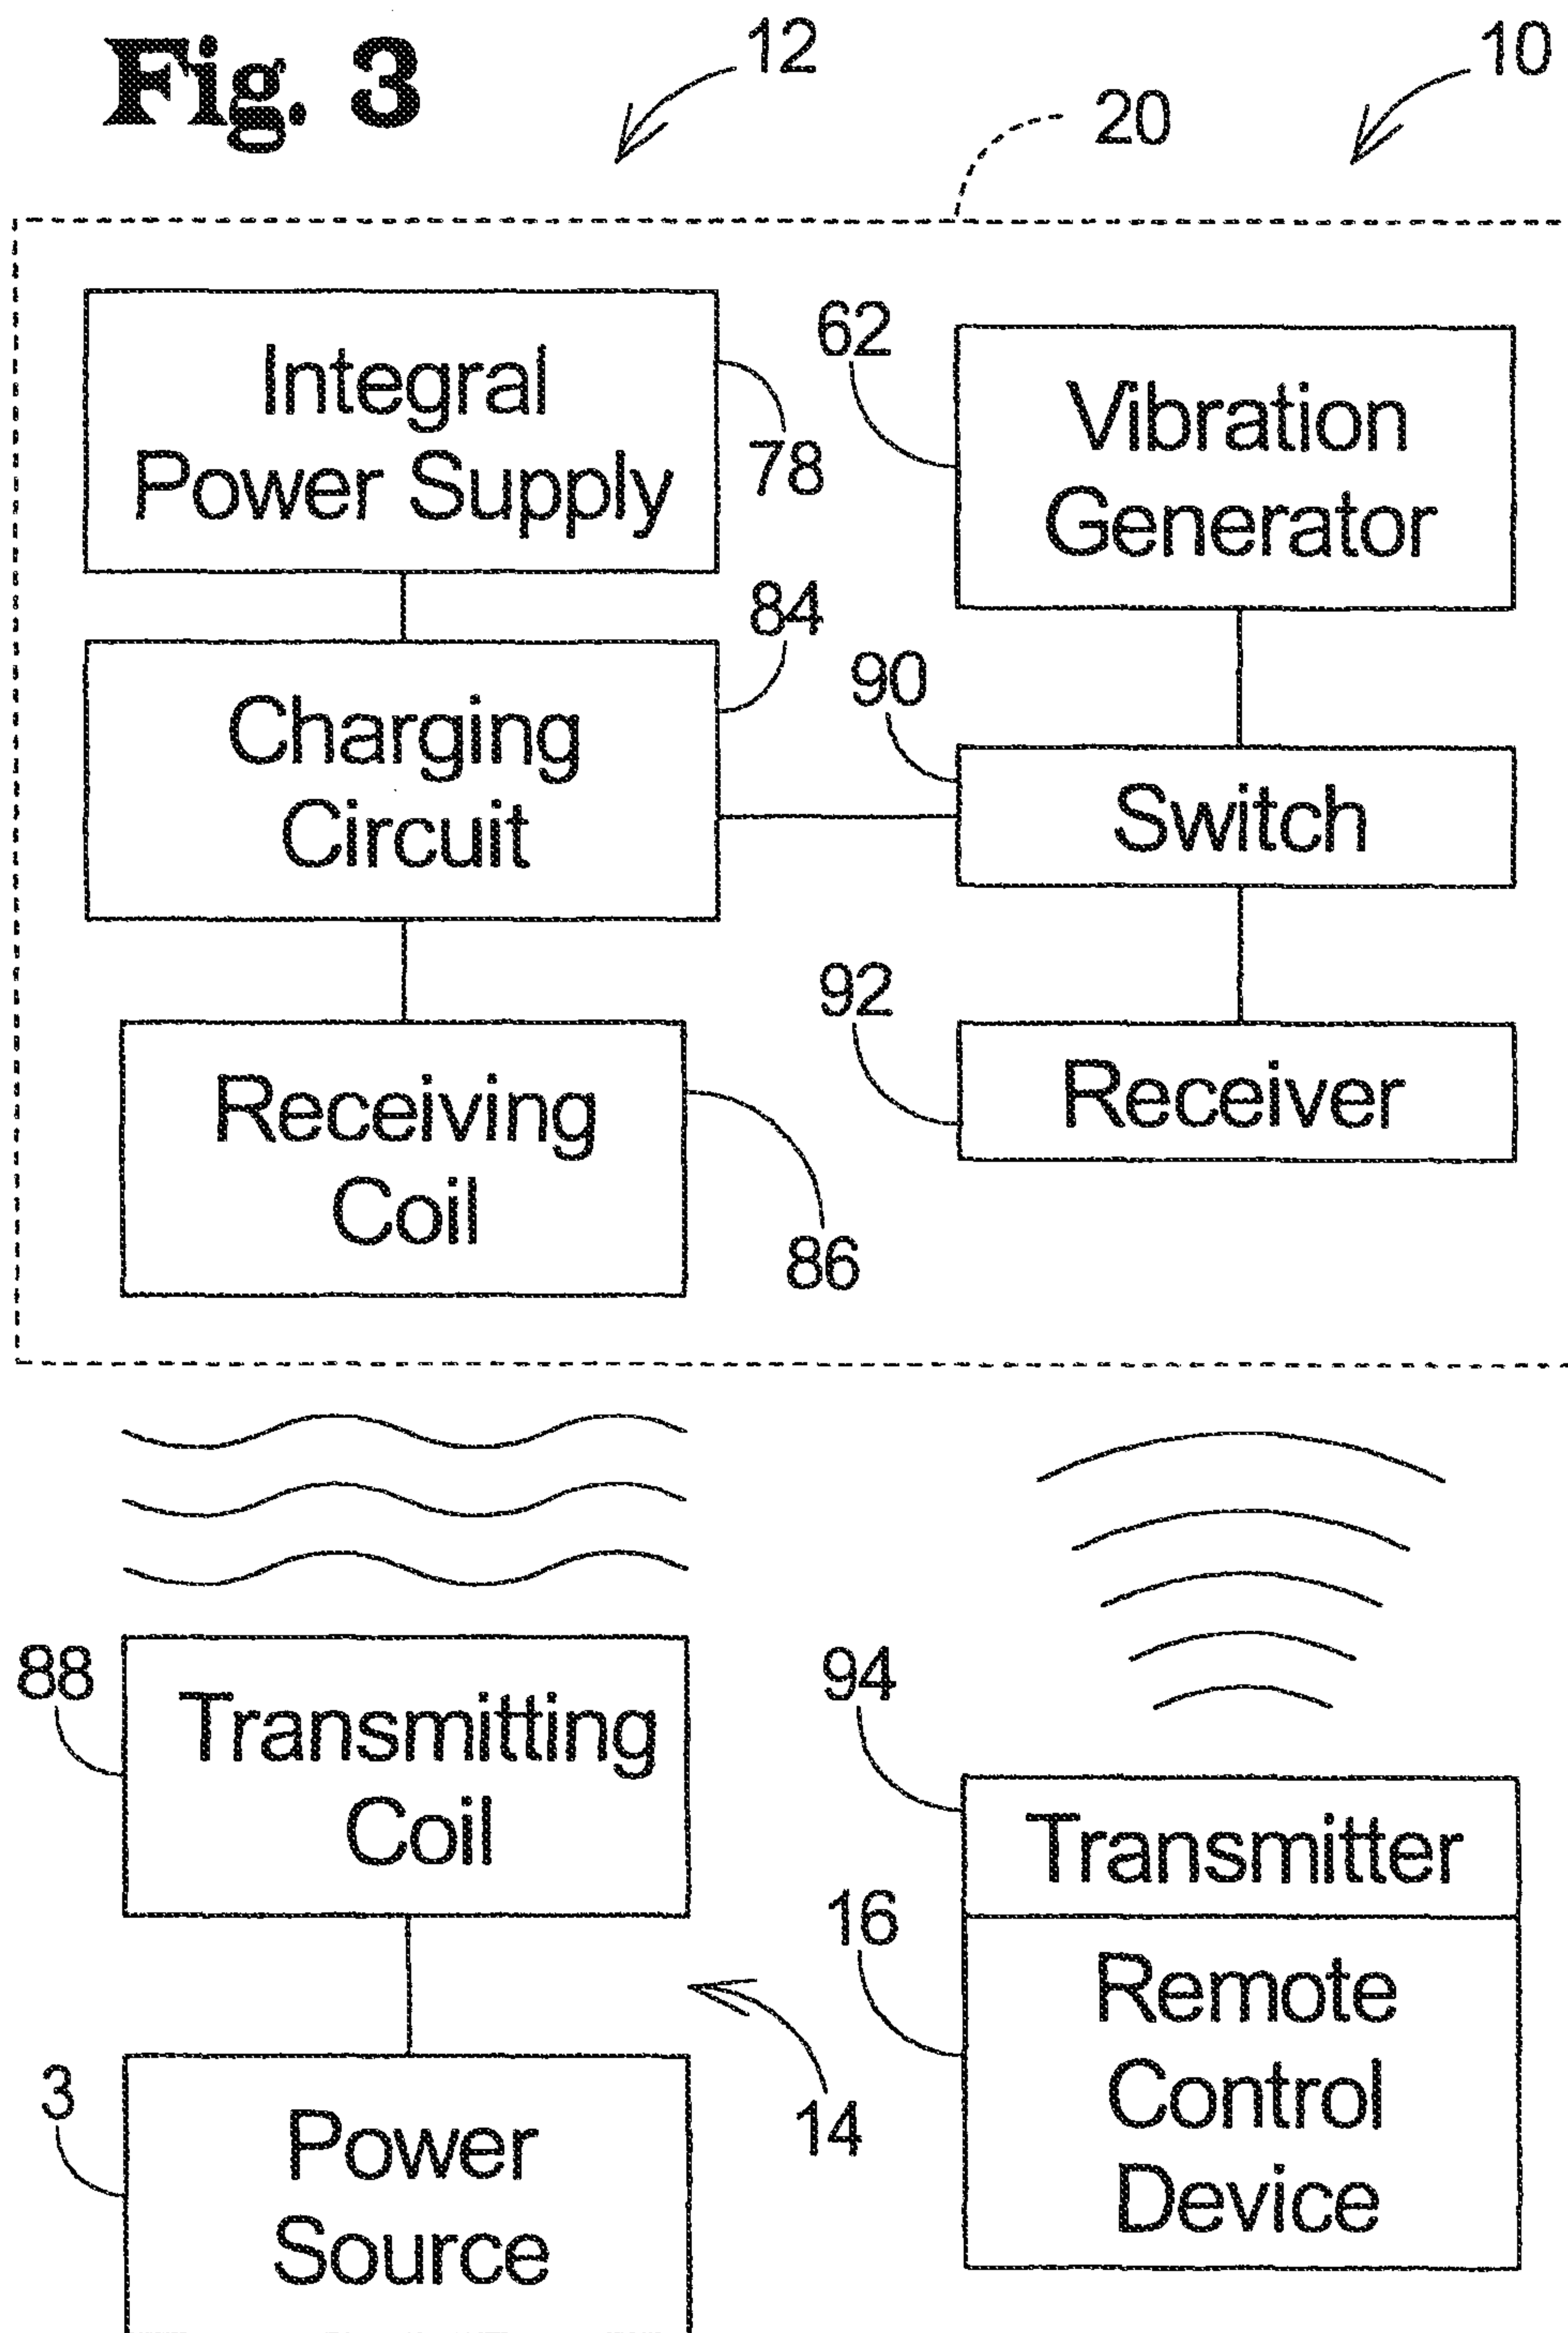 Fig. 3
12
10
20
Integral
Power Supply
78
62
Vibration
Generator
84
Charging
Circuit
90
Switch
Receiving
Coil
86
92
Receiver
88
Transmitting
Coil
94
Transmitter
16
Remote
Control
Device
14
3
Power
Source